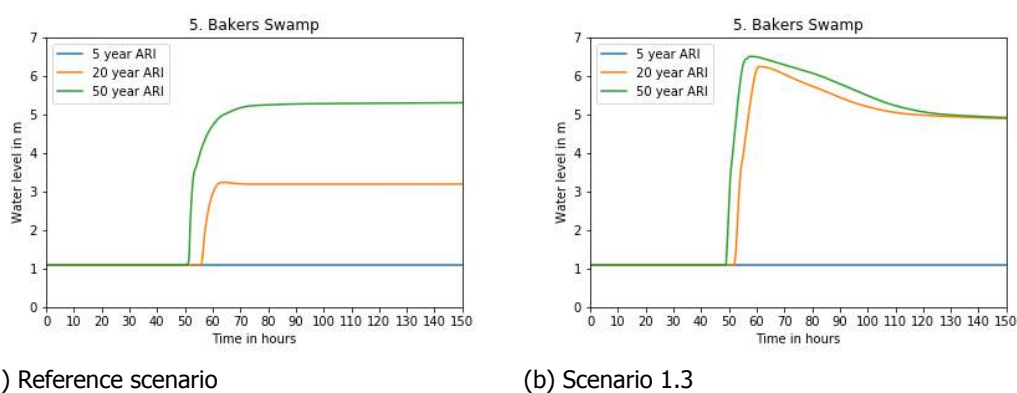 5. Bakers Swamp
7
6
5
4
3
2
1
0
Water level in m
5 year ARI
20 year ARI
50 year ARI
0 10 20 30 40 50 60 70 80 90 100 110 120 130 140 150
Time in hours
) Reference scenario
5. Bakers Swamp
7
6
5
4
3
2
1
0
Water level in m
5 year ARI
20 year ARI
50 year ARI
0 10 20 30 40 50 60 70 80 90 100 110 120 130 140 150
Time in hours
(b) Scenario 1.3